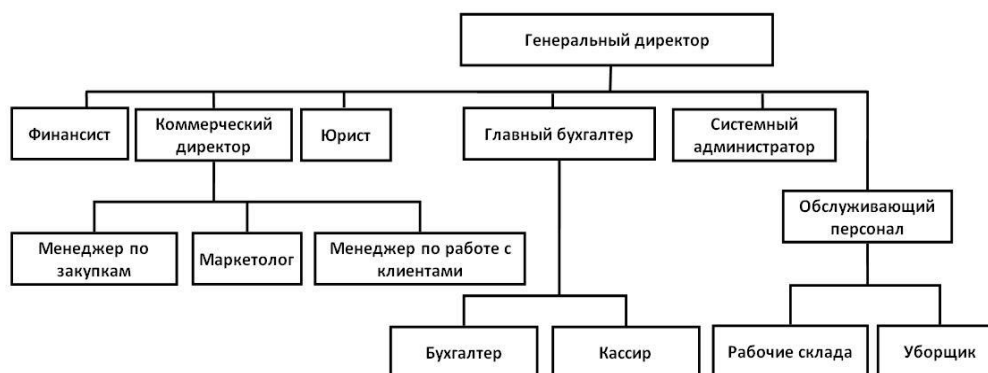 Генеральный директор
Финансист
Коммерческий
директор
Юрист
Главный бухгалтер
Системный
администратор
Обслуживающий
персонал
Менеджер по
закупкам
Маркетолог
Менеджер по работе с
клиентами
Бухгалтер
Кассир
Рабочие склада
Уборщик